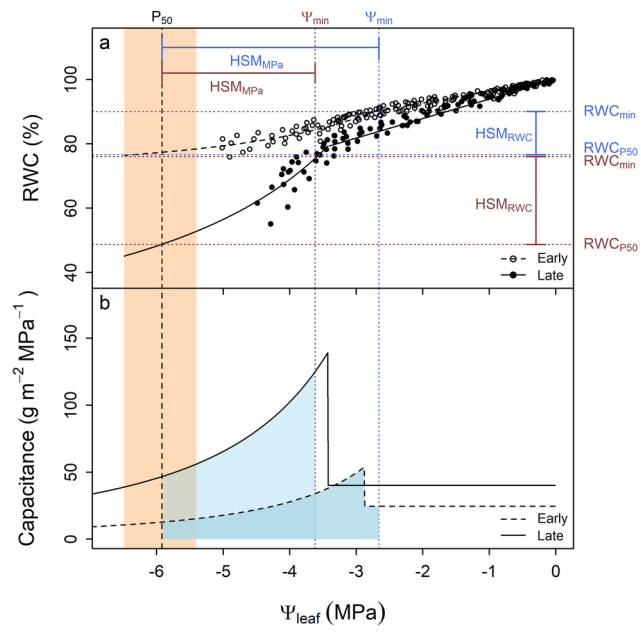 P50 Ψmin Ψmin
a
HSMMPa
HSMMPa
RWC (%)
100
80
60
40
RWCmin
HSMRWC
RWCP50
RWCmin
HSMRWC
RWCP50
Early
Late
b
Capacitance (g m−2 MPa−1)
150
100
50
0
Early
Late
-6 -5 -4 -3 -2 -1 0
Ψleaf (MPa)